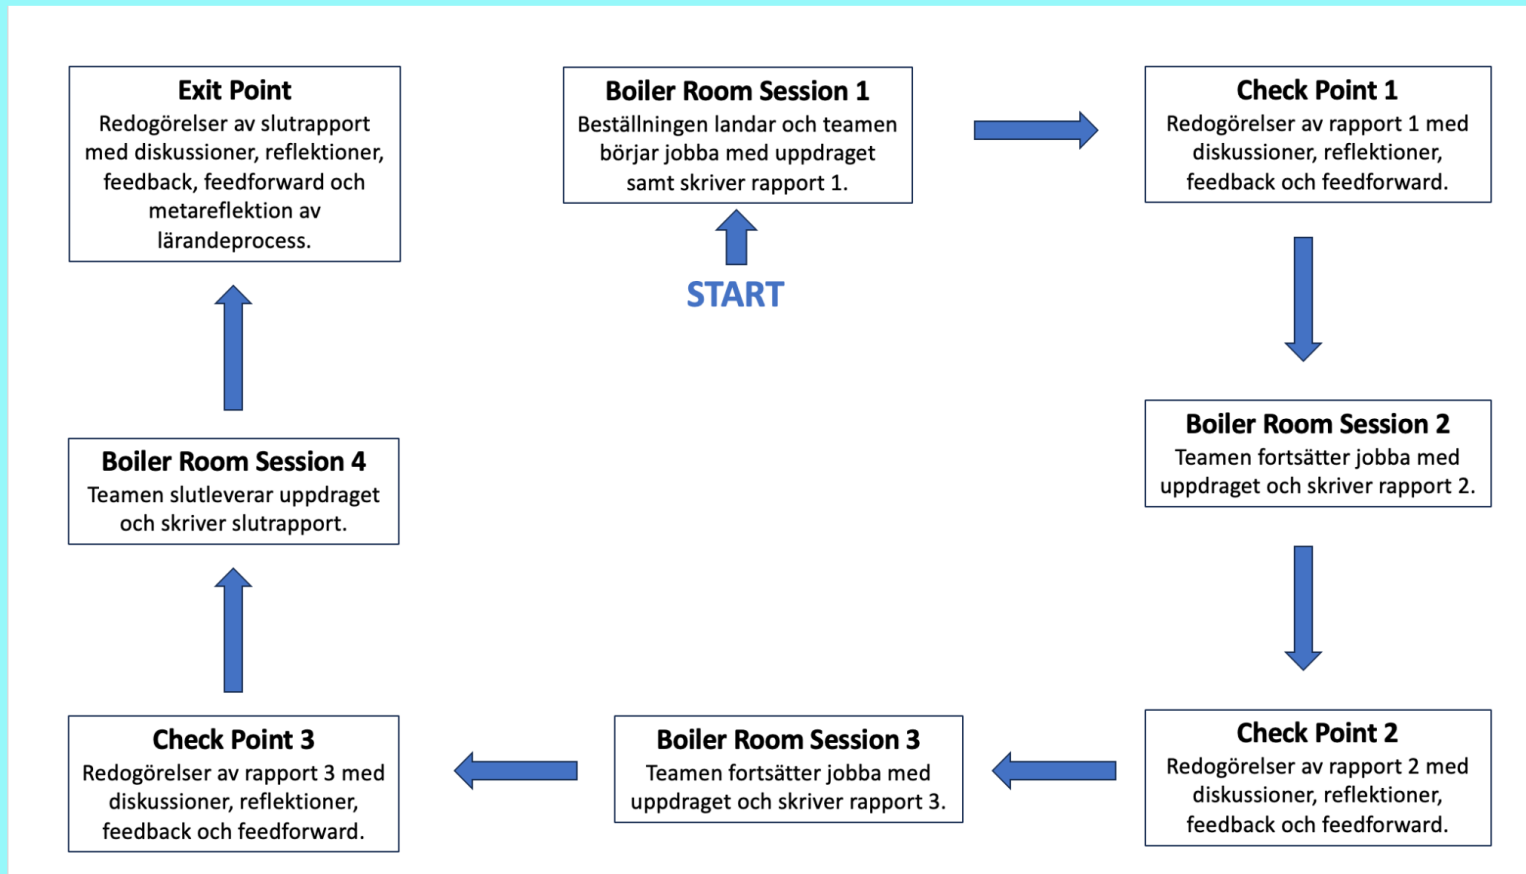 Exit Point
Redogörelser av slutrapport
med diskussioner, reflektioner,
feedback, feedforward och
metareflektion av
lärandeprocess.
Boiler Room Session 1
Beställningen landar och teamen
börjar jobba med uppdraget
samt skriver rapport 1.
START
Check Point 1
Redogörelser av rapport 1 med
diskussioner, reflektioner,
feedback och feedforward.
Boiler Room Session 2
Teamen fortsätter jobba med
uppdraget och skriver rapport 2.
Check Point 2
Redogörelser av rapport 2 med
diskussioner, reflektioner,
feedback och feedforward.
Boiler Room Session 3
Teamen fortsätter jobba med
uppdraget och skriver rapport 3.
Check Point 3
Redogörelser av rapport 3 med
diskussioner, reflektioner,
feedback och feedforward.
Boiler Room Session 4
Teamen slutleverar uppdraget
och skriver slutrapport.